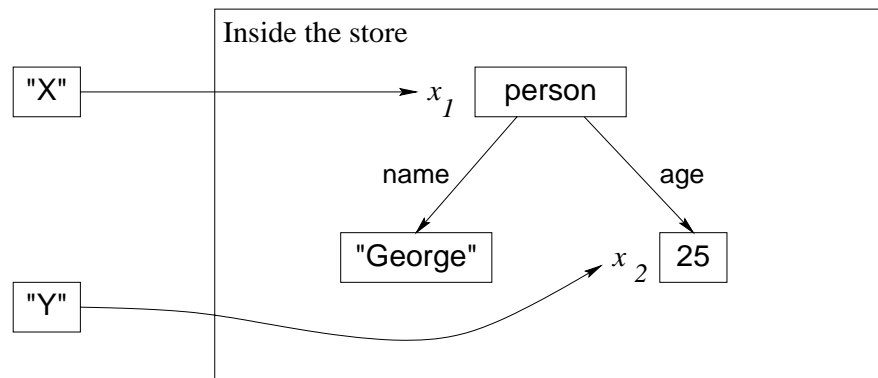 Inside the store
"X"
x1
person
name
age
"George"
x2
25
"Y"